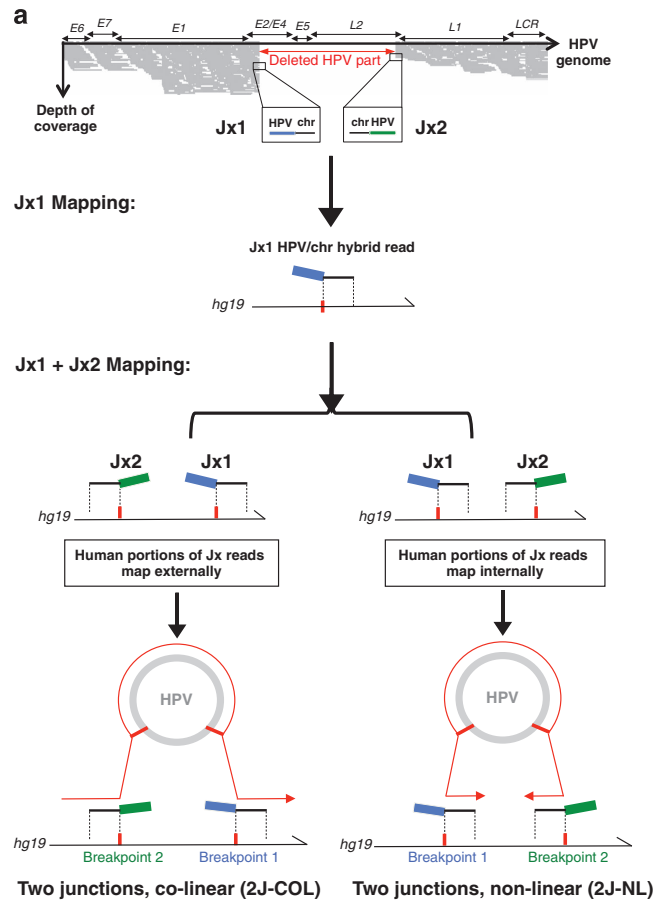 a
E6 E7 E1 E2/E4 E5 L2 L1 LCR
HPV
genome
Deleted HPV part
Depth of
coverage
Jx1
HPV chr
chr HPV
Jx2
Jx1 Mapping:
Jx1 HPV/chr hybrid read
hg19
Jx1 + Jx2 Mapping:
Jx2 Jx1
hg19
Jx1 Jx2
hg19
Human portions of Jx reads
map externally
Human portions of Jx reads
map internally
HPV
HPV
hg19
Breakpoint 2 Breakpoint 1
hg19
Breakpoint 1 Breakpoint 2
Two junctions, co-linear (2J-COL)
Two junctions, non-linear (2J-NL)